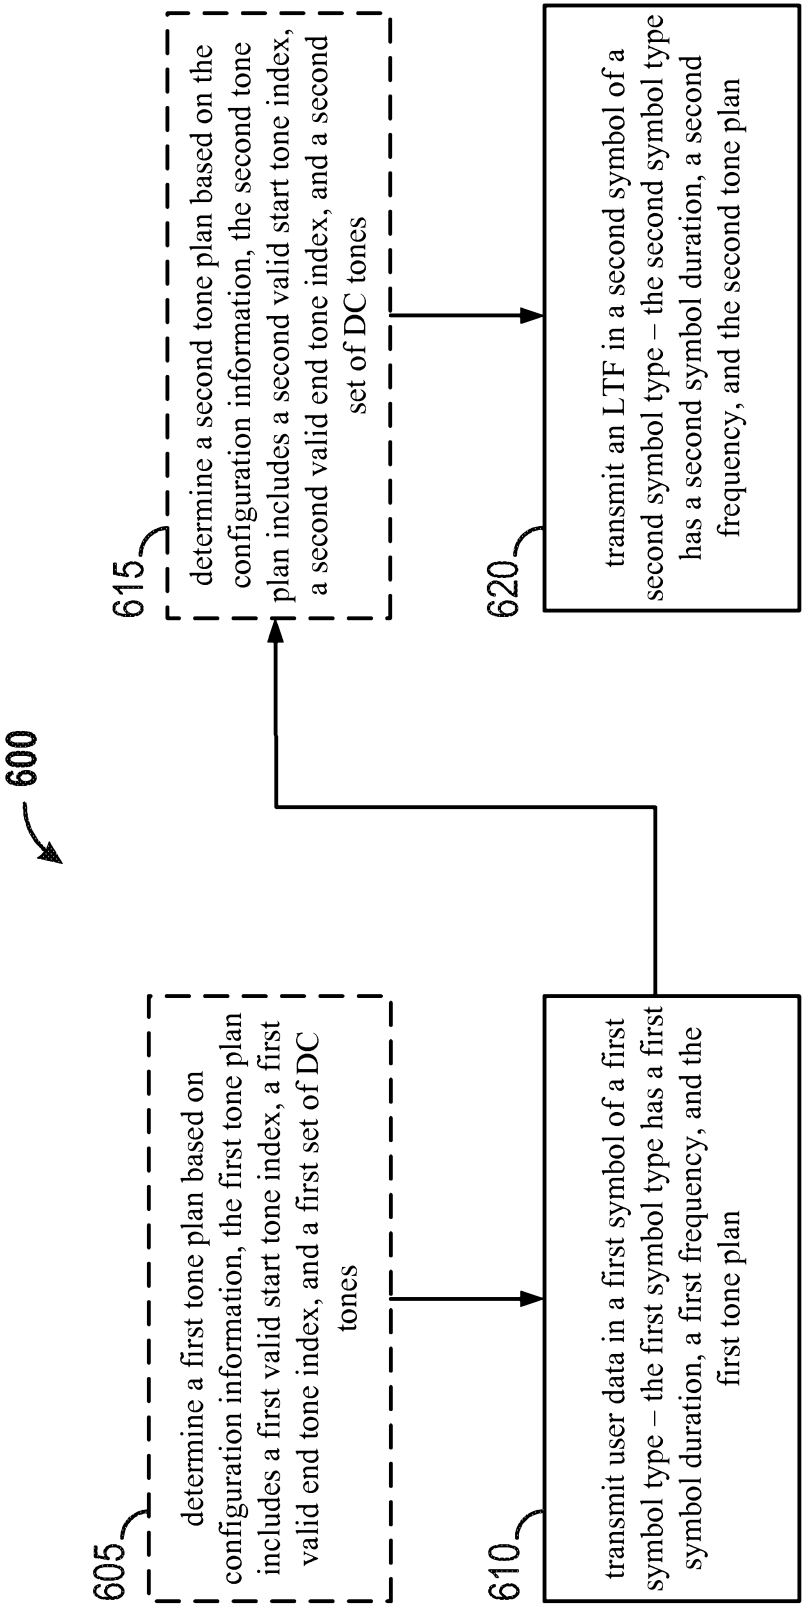 600
605
determine a first tone plan based on
configuration information, the first tone plan
includes a first valid start tone index, a first
valid end tone index, and a first set of DC
tones
610
transmit user data in a first symbol of a first
symbol type – the first symbol type has a first
symbol duration, a first frequency, and the
first tone plan
615
determine a second tone plan based on the
configuration information, the second tone
plan includes a second valid start tone index,
a second valid end tone index, and a second
set of DC tones
620
transmit an LTF in a second symbol of a
second symbol type – the second symbol type
has a second symbol duration, a second
frequency, and the second tone plan